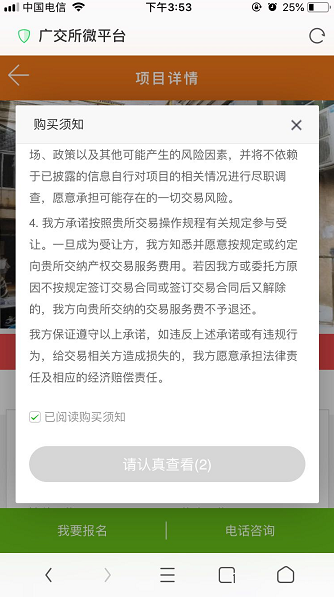 中国电信 下午3:53 25%
广交所微平台
项目详情
购买须知
场、政策以及其他可能产生的风险因素，并将不依赖
于已披露的信息自行对项目的相关情况进行尽职调
查，愿意承担可能存在的一切交易风险。
4. 我方承诺按照贵所交易操作规程有关规定参与受
让。一旦成为受让方，我方知悉并愿意按规定或约定
向贵所交纳产权交易服务费用。若因我方或委托方原
因不按规定签订交易合同或签订交易合同后又解除
的，我方向贵所交纳的交易服务费不予退还。
我方保证遵守以上承诺，如违反上述承诺或有违规行
为，给交易相关方造成损失的，我方愿意承担法律责
任及相应的经济赔偿责任。
已阅读购买须知
请认真查看(2)
我要报名 电话咨询